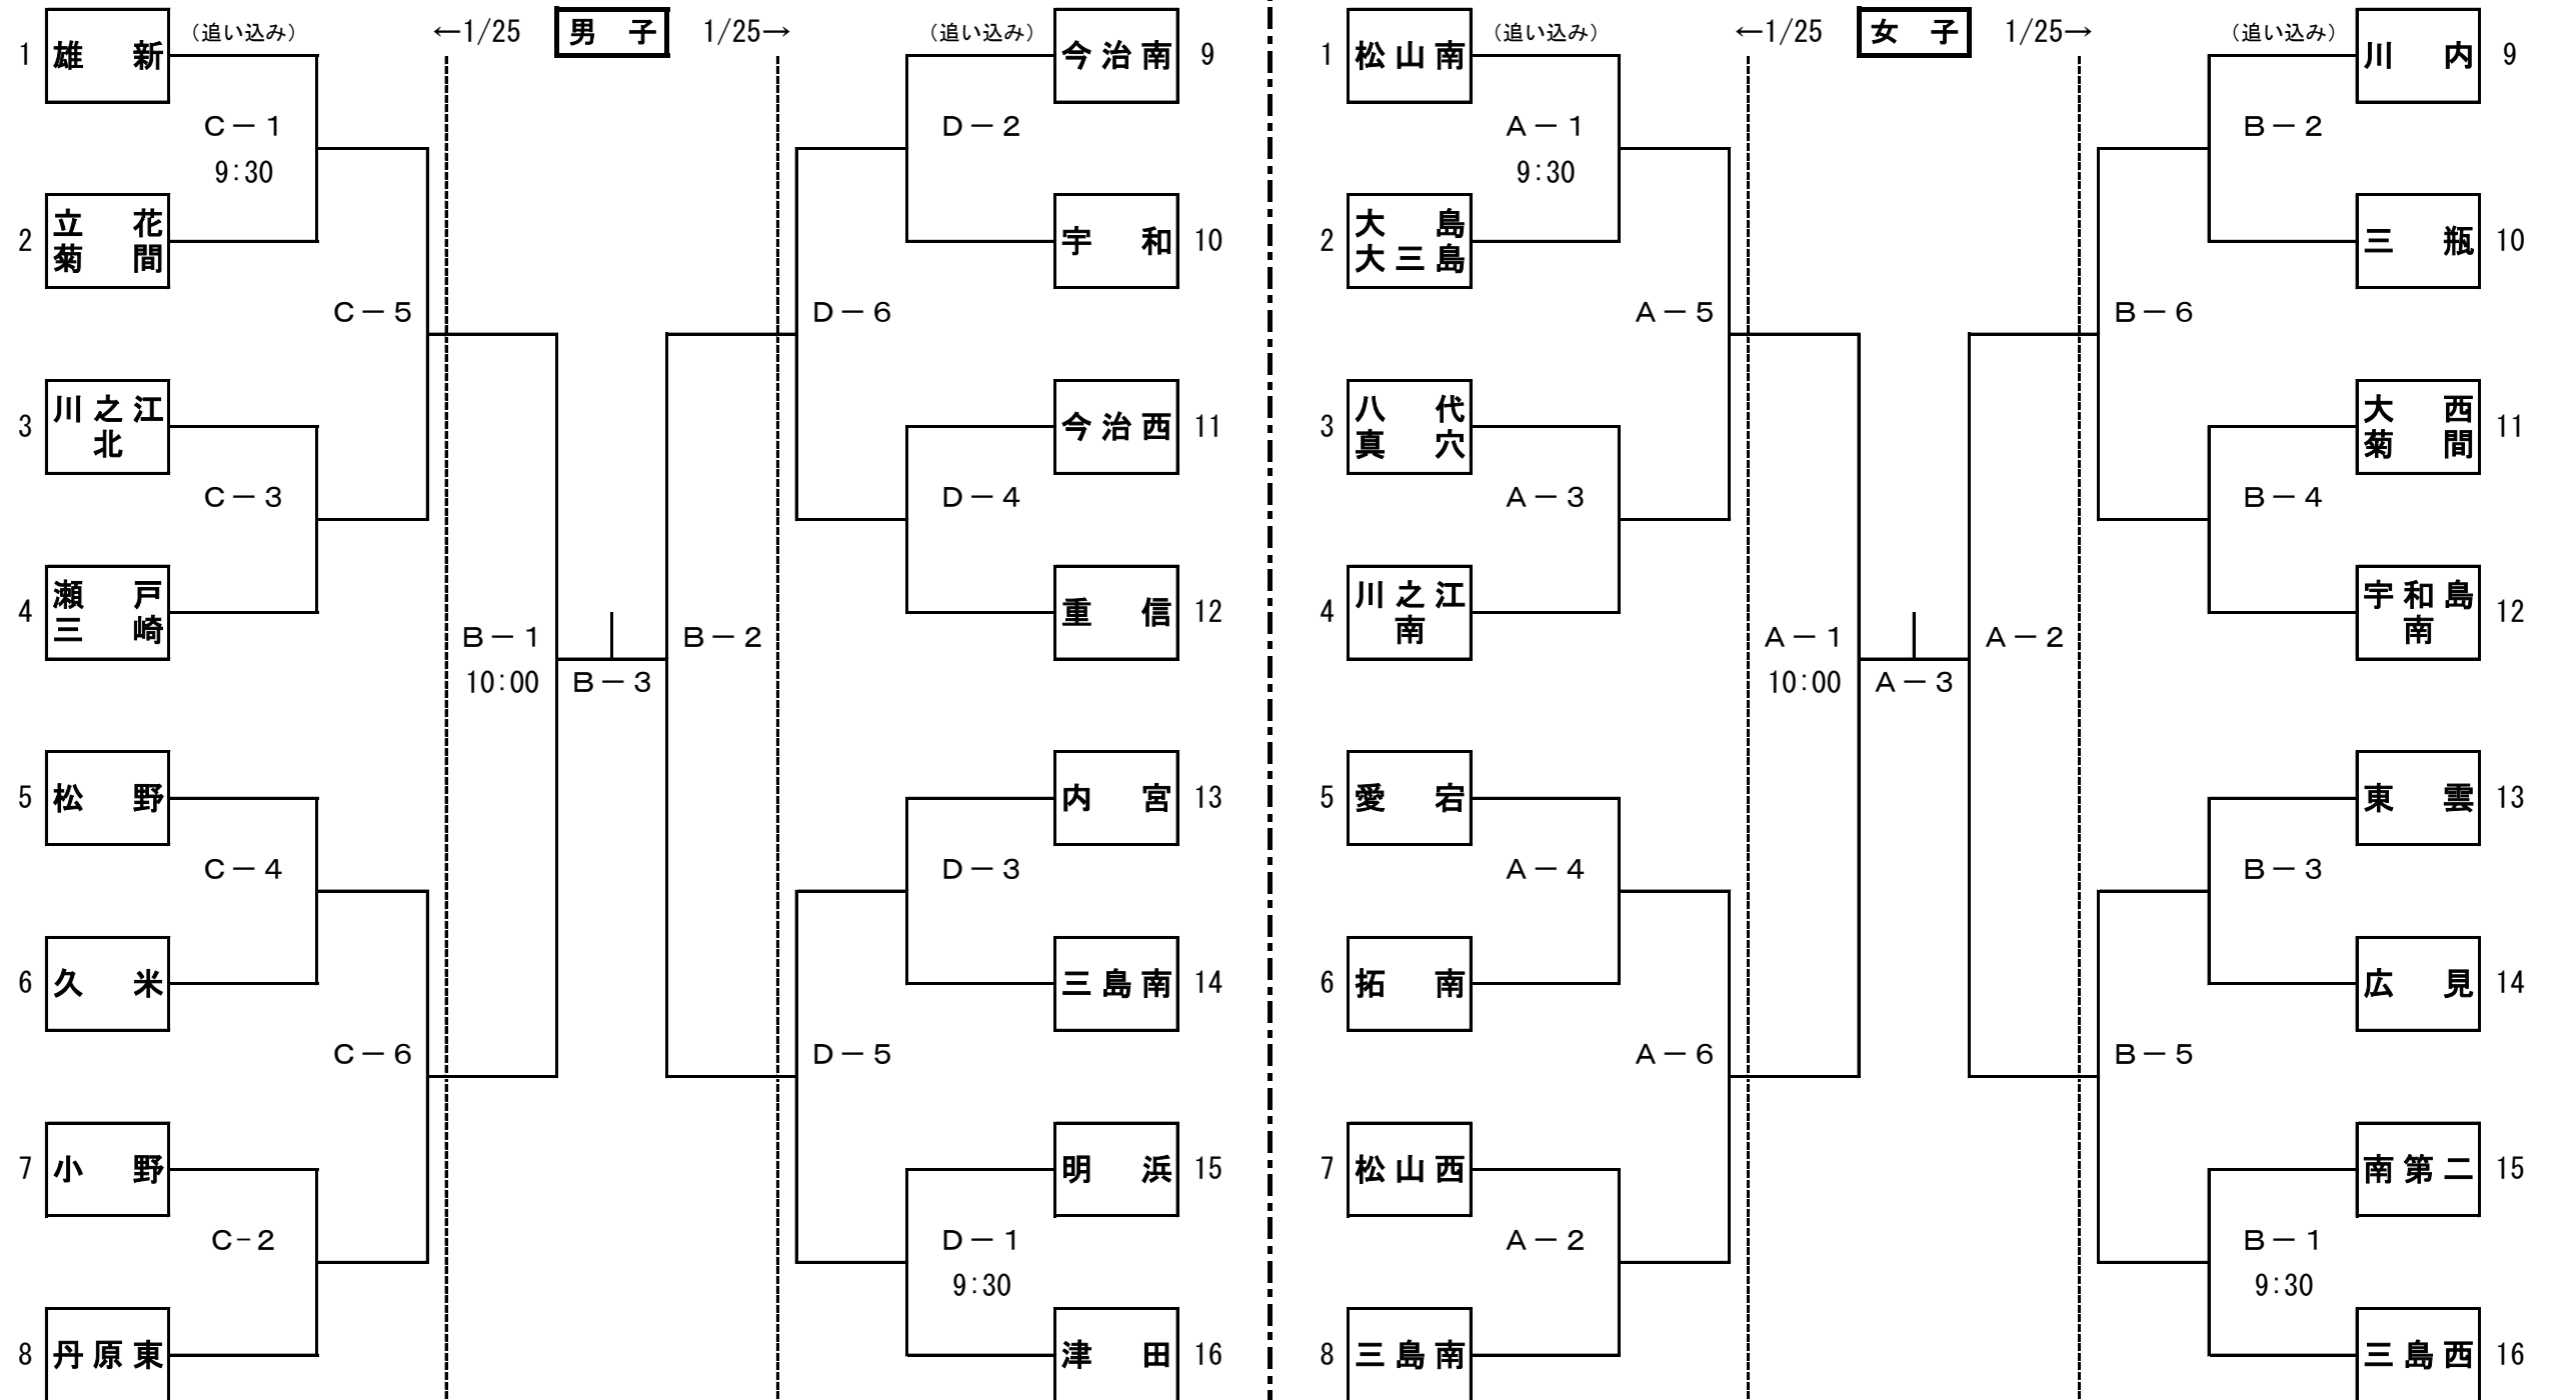 ←1/25 男 子 1/25→
(追い込み) (追い込み)
1 雄 新
C－1
9:30
2 立 花
菊 間
C－5
3 川之江
北
C－3
4 瀬 戸
三 崎
B－1
10:00
B－3
B－2
5 松 野
C－4
6 久 米
C－6
7 小 野
C-2
8 丹原東
今治南 9
D－2
宇 和 10
D－6
今治西 11
D－4
重 信 12
内 宮 13
D－3
三島南 14
D－5
明 浜 15
D－1
9:30
津 田 16
←1/25 女 子 1/25→
(追い込み) (追い込み)
1 松山南
A－1
9:30
2 大 島
大三島
A－5
3 八 代
真 穴
A－3
4 川之江
南
A－1
10:00
A－3
A－2
5 愛 宕
A－4
6 拓 南
A－6
7 松山西
A－2
8 三島南
川 内 9
B－2
三 瓶 10
B－6
大 西 11
菊 間
B－4
宇和島 12
南
東 雲 13
B－3
広 見 14
B－5
南第二 15
B－1
9:30
三島西 16